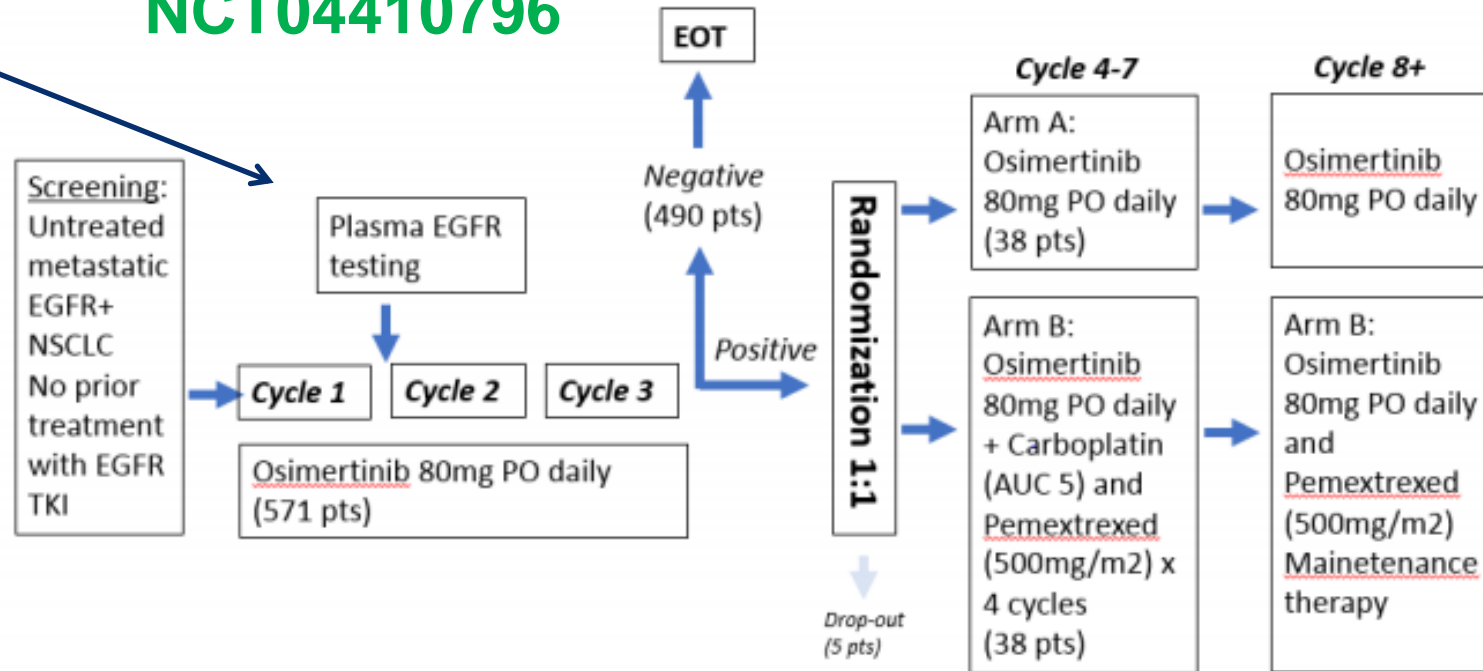 NCT04410796
EOT
Negative
(490 pts)
Positive
Screening:
Untreated
metastatic
EGFR+
NSCLC
No prior
treatment
with EGFR
TKI
Plasma EGFR
testing
Cycle 1
Cycle 2
Cycle 3
Osimertinib 80mg PO daily
(571 pts)
Randomization 1:1
Drop-out
(5 pts)
Cycle 4-7
Arm A:
Osimertinib
80mg PO daily
(38 pts)
Arm B:
Osimertinib
80mg PO daily
+ Carboplatin
(AUC 5) and
Pemextrexed
(500mg/m2) x
4 cycles
(38 pts)
Cycle 8+
Osimertinib
80mg PO daily
Arm B:
Osimertinib
80mg PO daily
and
Pemextrexed
(500mg/m2)
Mainetenance
therapy